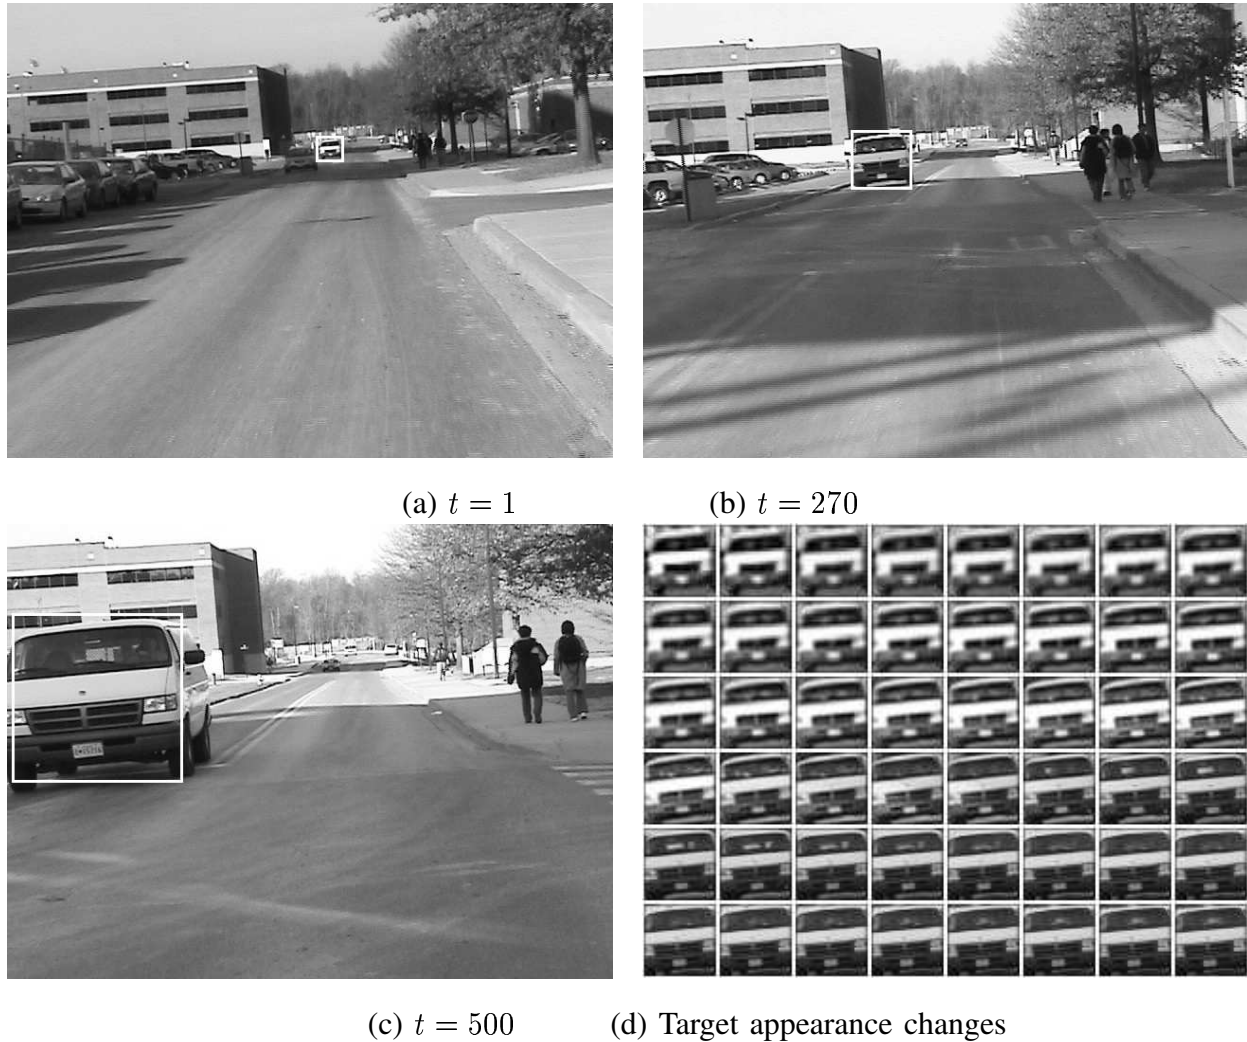 (a) t = 1
(b) t = 270
(c) t = 500
(d) Target appearance changes